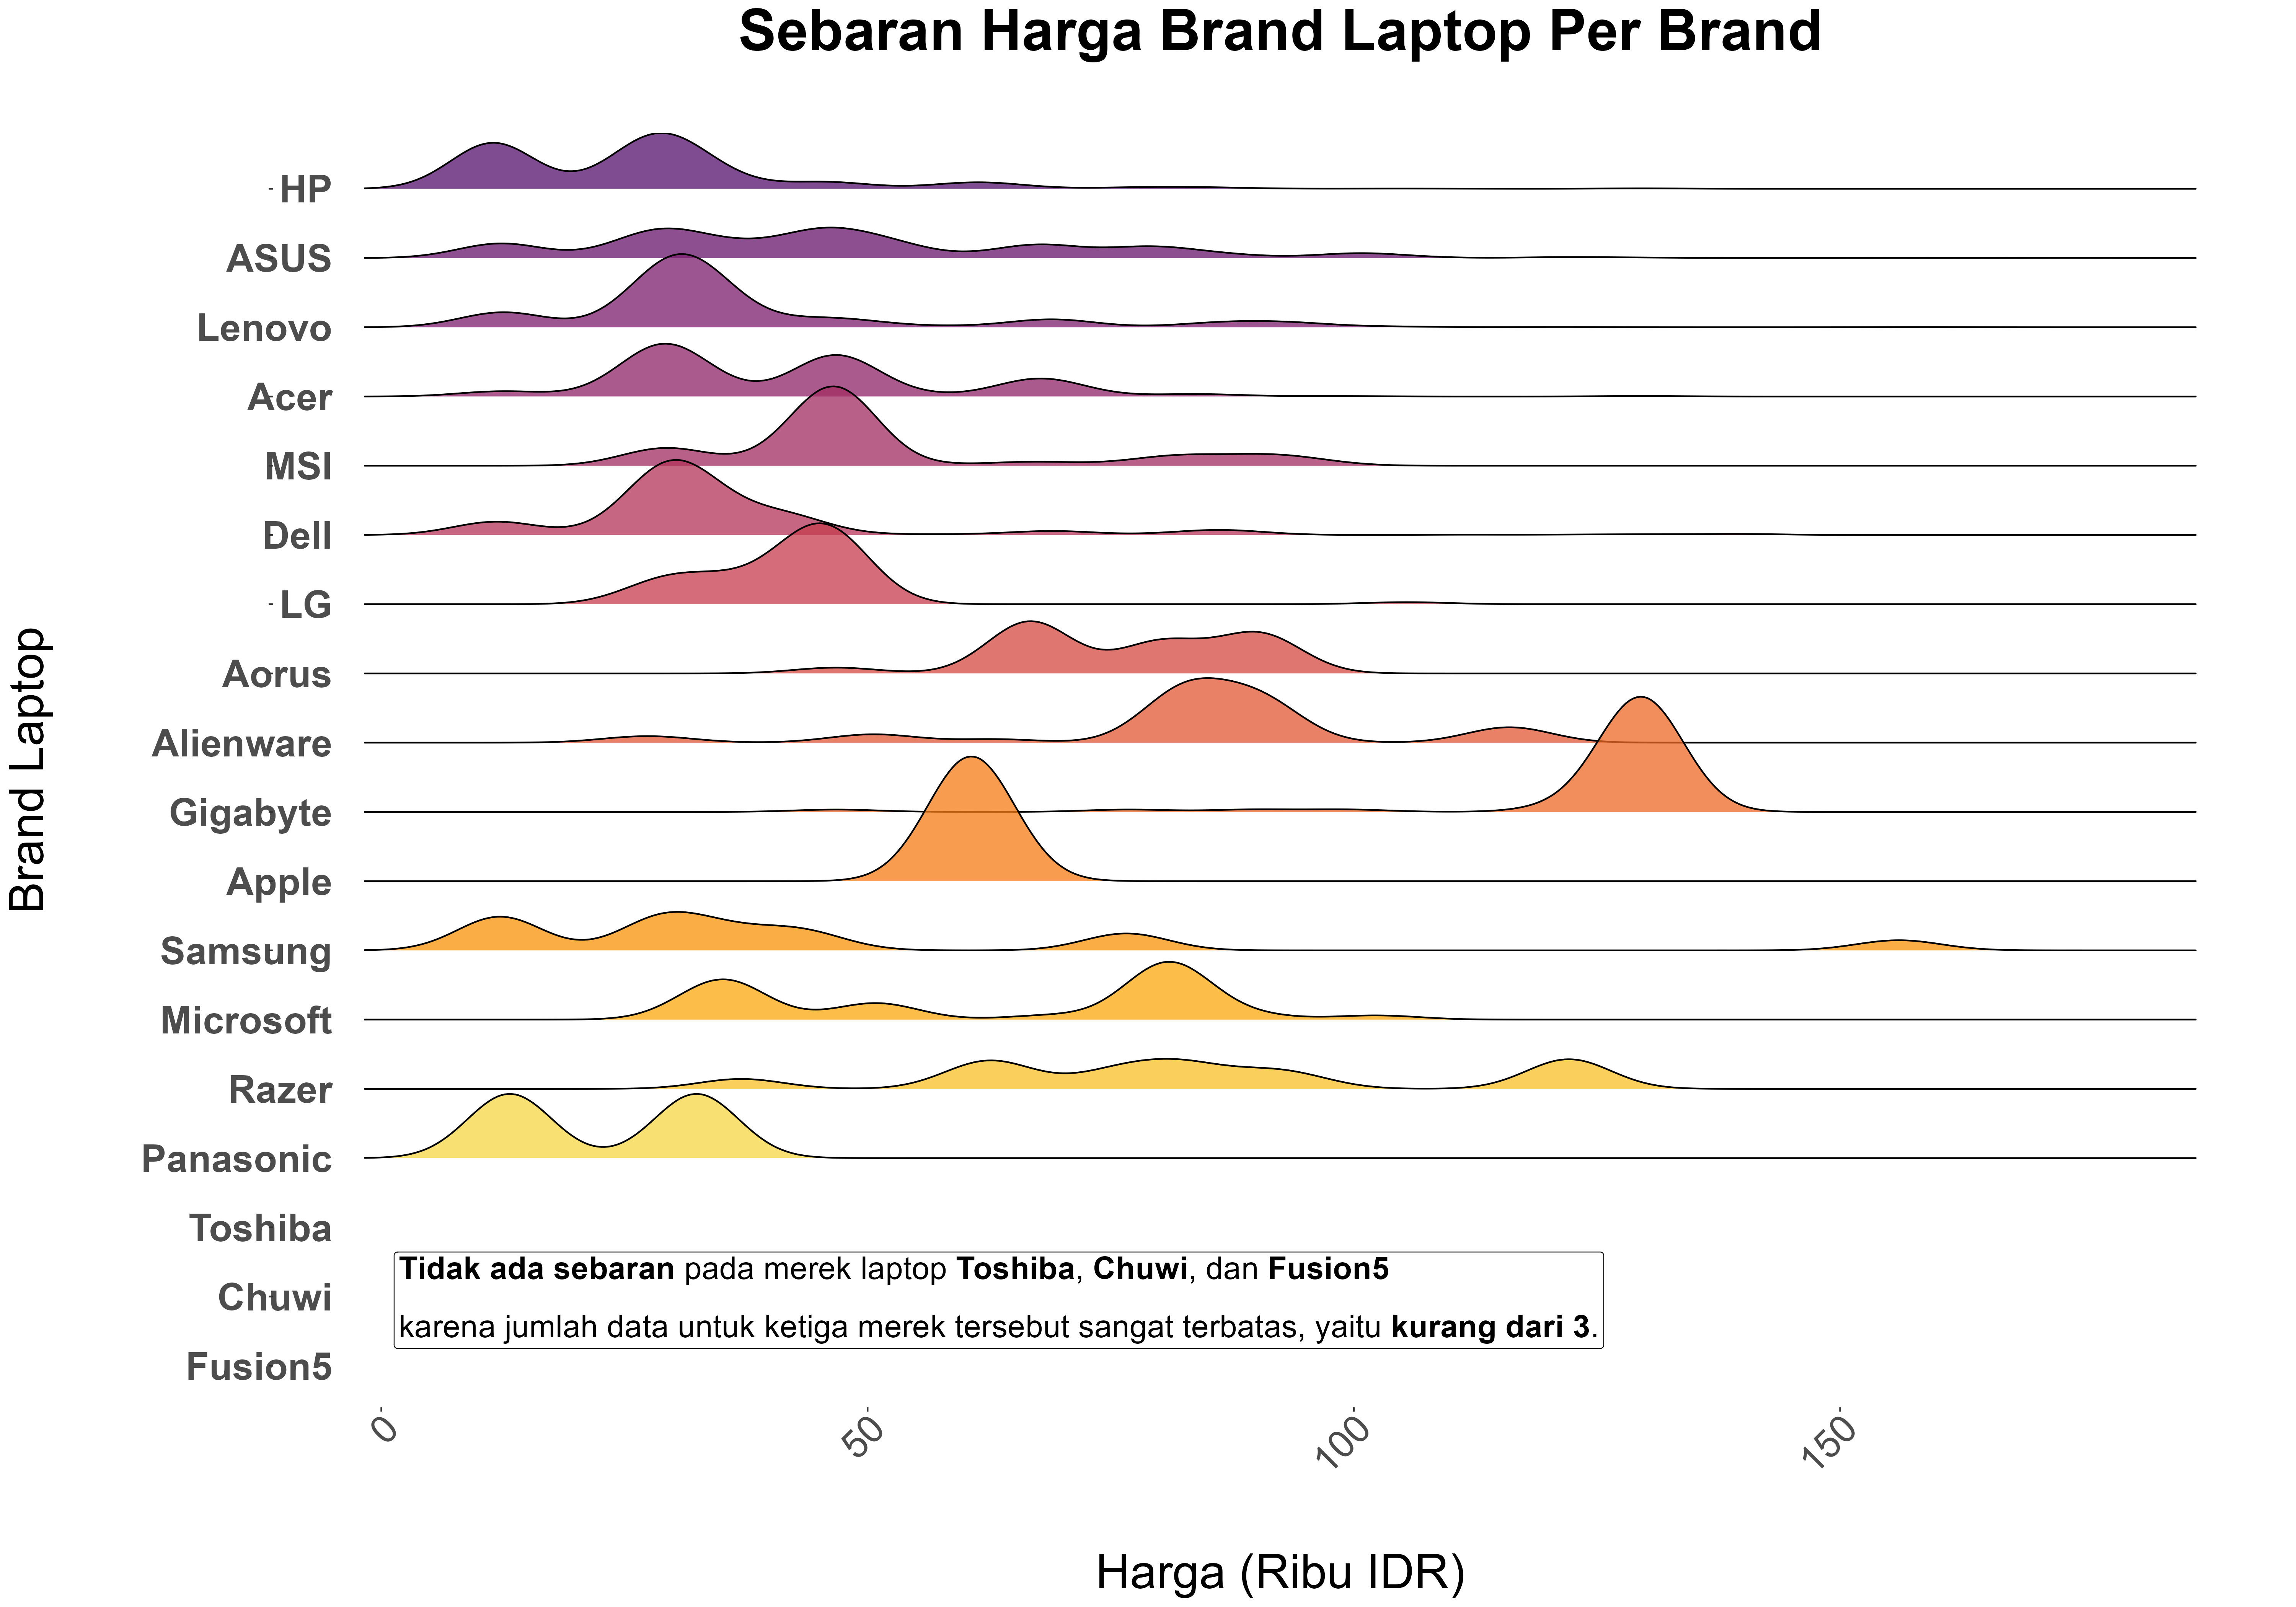 Sebaran Harga Brand Laptop Per Brand
HP
ASUS
Lenovo
Acer
MSI
Dell
LG
Aorus
Alienware
Gigabyte
Apple
Samsung
Microsoft
Razer
Panasonic
Toshiba
Chuwi
Fusion5
Brand Laptop
Tidak ada sebaran pada merek laptop Toshiba, Chuwi, dan Fusion5
karena jumlah data untuk ketiga merek tersebut sangat terbatas, yaitu kurang dari 3.
0
50
100
150
Harga (Ribu IDR)